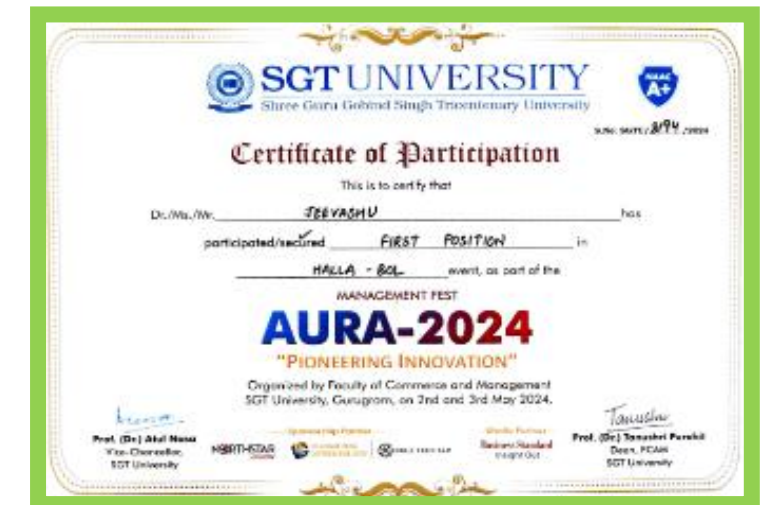 SGT UNIVERSITY
Shree Guru Gobind Singh Tricentenary University
NAAC
A+
Certificate of Participation
This is to certify that
Dr./Ms./Mr. JEEVASHU has
participated/secured FIRST POSITION in
HALLA - BOL event, as part of the
MANAGEMENT FEST
AURA-2024
"PIONEERING INNOVATION"
Organized by Faculty of Commerce and Management
SGT University, Gurugram, on 2nd and 3rd May 2024.
Prof. (Dr.) Atul Nasa
Vice-Chancellor,
SGT University
NORTHSTAR
Business Standard
Insight Out
Prof. (Dr.) Tanushri Purohit
Dean, FCAM
SGT University